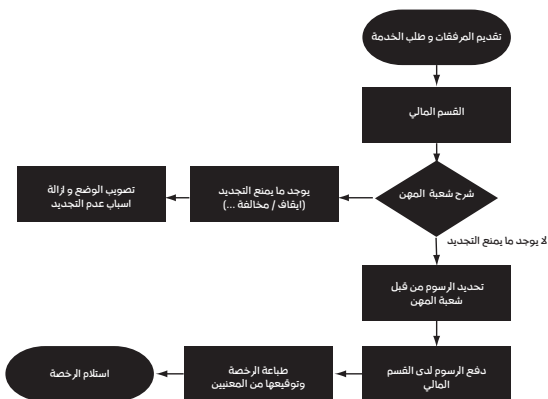 تقديم المرفقات و طلب الخدمة
القسم المالي
شرح شعبة المهن
يوجد ما يمنع التجديد
(ايقاف / مخالفة ...)
تصويب الوضع و ازالة
اسباب عدم التجديد
لا يوجد ما يمنع التجديد
تحديد الرسوم من قبل
شعبة المهن
دفع الرسوم لدى القسم
المالي
طباعة الرخصة
وتوقيعها من المعنيين
استلام الرخصة